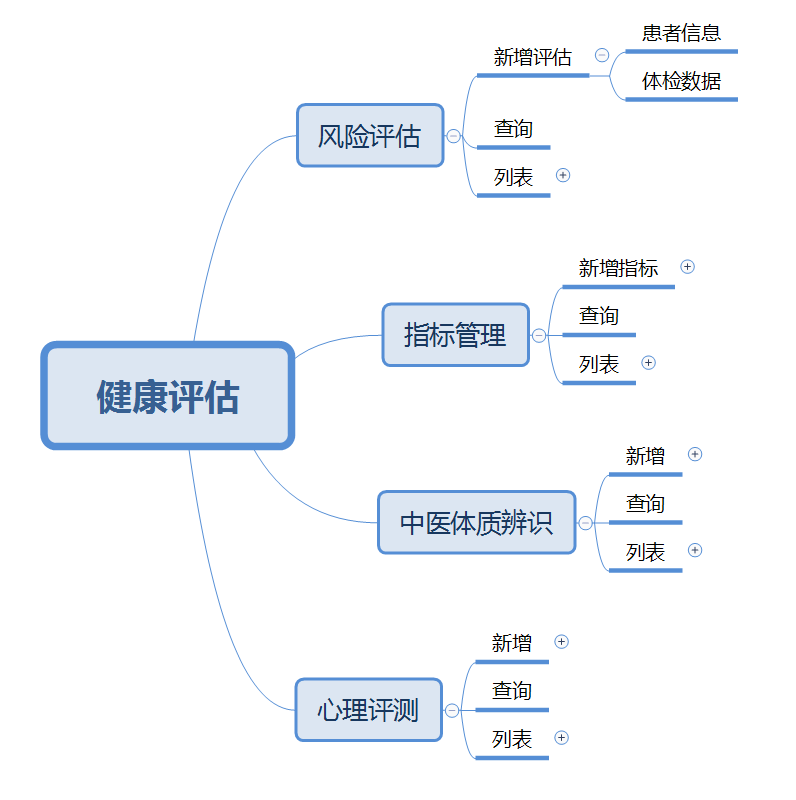 健康评估
风险评估
新增评估
患者信息
体检数据
查询
列表
指标管理
新增指标
查询
列表
中医体质辨识
新增
查询
列表
心理评测
新增
查询
列表